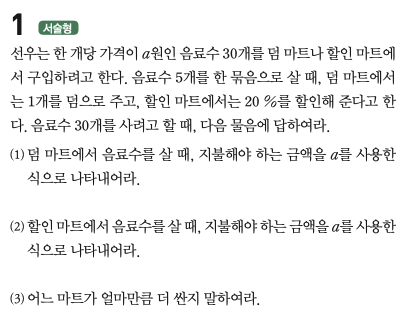 1 서술형
선우는 한 개당 가격이 a원인 음료수 30개를 덤 마트나 할인 마트에
서 구입하려고 한다. 음료수 5개를 한 묶음으로 살 때, 덤 마트에서
는 1개를 덤으로 주고, 할인 마트에서는 20 %를 할인해 준다고 한
다. 음료수 30개를 사려고 할 때, 다음 물음에 답하여라.
⑴ 덤 마트에서 음료수를 살 때, 지불해야 하는 금액을 a를 사용한
식으로 나타내어라.
⑵ 할인 마트에서 음료수를 살 때, 지불해야 하는 금액을 a를 사용한
식으로 나타내어라.
⑶ 어느 마트가 얼마만큼 더 싼지 말하여라.